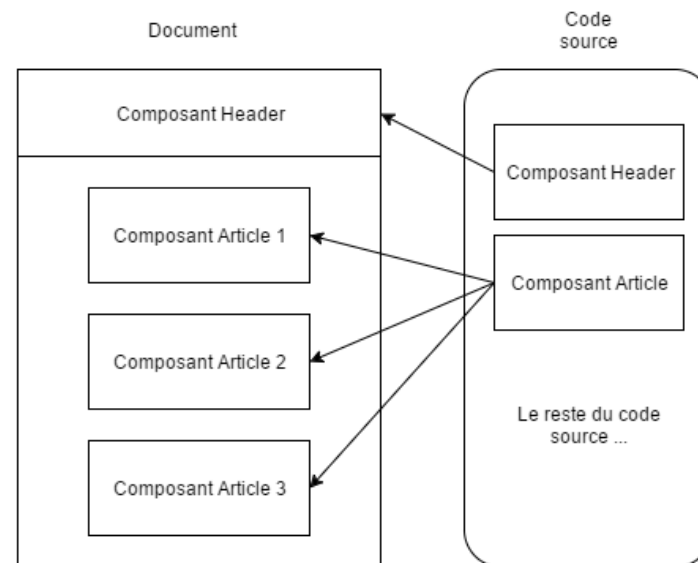 Document
Code
source
Composant Header
Composant Header
Composant Article 1
Composant Article
Composant Article 2
Le reste du code
source ...
Composant Article 3